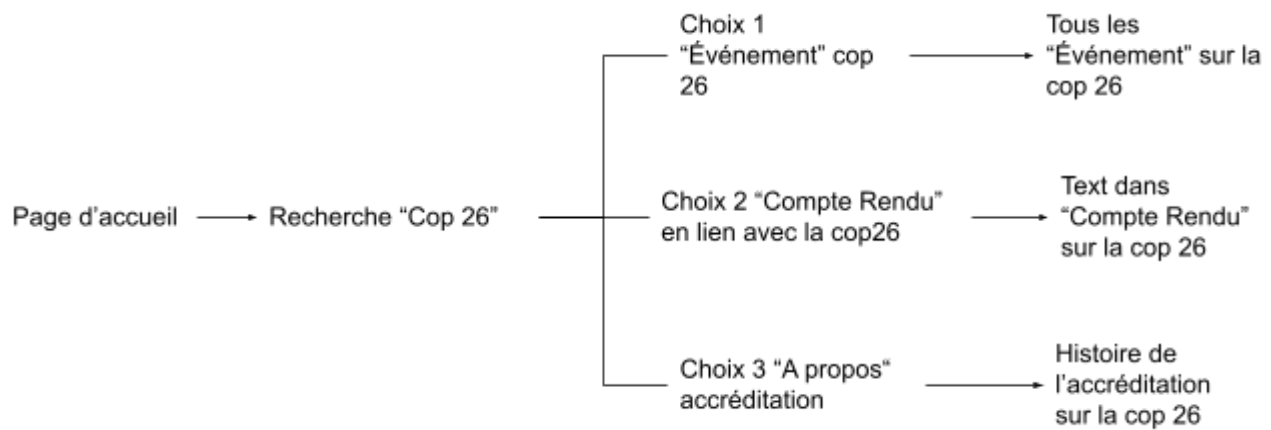 Page d’accueil
Recherche “Cop 26”
Choix 1
“Événement” cop
26
Tous les
“Événement” sur la
cop 26
Choix 2 “Compte Rendu”
en lien avec la cop26
Text dans
“Compte Rendu”
sur la cop 26
Choix 3 “A propos“
accréditation
Histoire de
l’accréditation
sur la cop 26